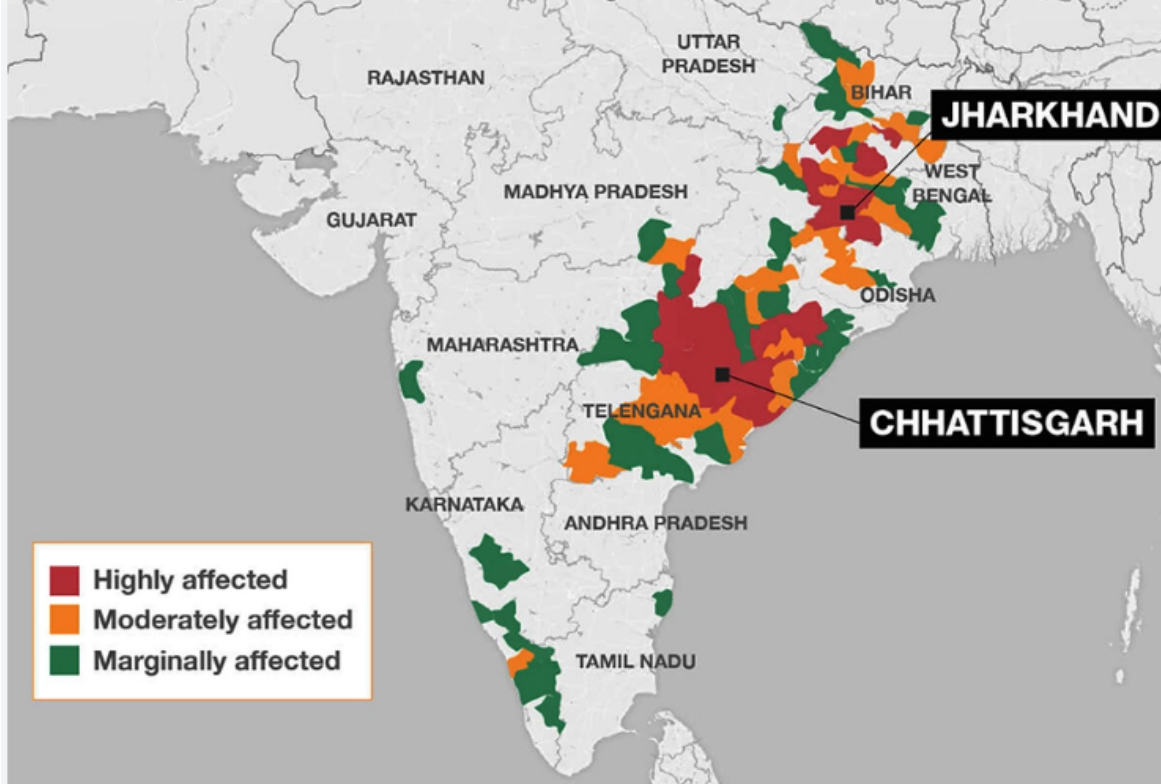 UTTAR
PRADESH
RAJASTHAN
BIHAR
JHARKHAND
WEST
BENGAL
MADHYA PRADESH
GUJARAT
ODISHA
MAHARASHTRA
TELENGANA
CHHATTISGARH
KARNATAKA
ANDHRA PRADESH
Highly affected
Moderately affected
Marginally affected
TAMIL NADU